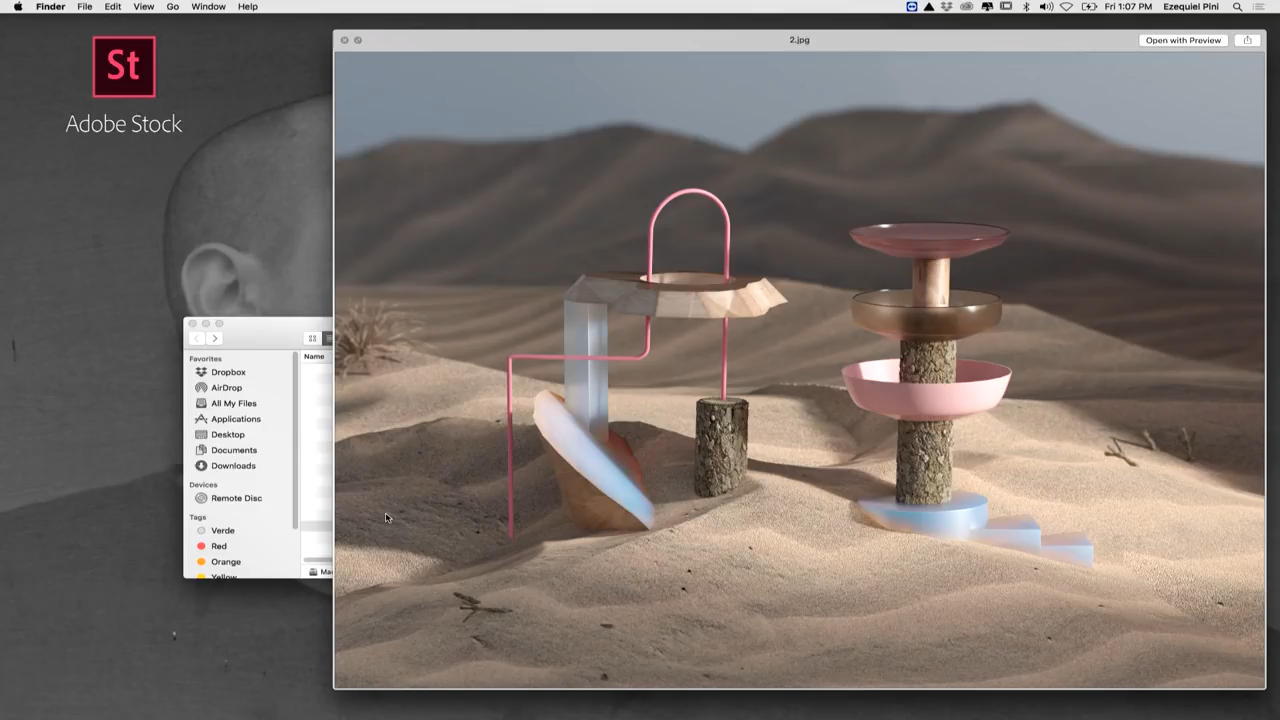 Finder File Edit View Go Window Help
Fri 1:07 PM Ezequiel Pini
St
Adobe Stock
2.jpg
Open with Preview
Name
Favorites
Dropbox
AirDrop
All My Files
Applications
Desktop
Documents
Downloads
Devices
Remote Disc
Tags
Verde
Red
Orange
Yellow
Mac